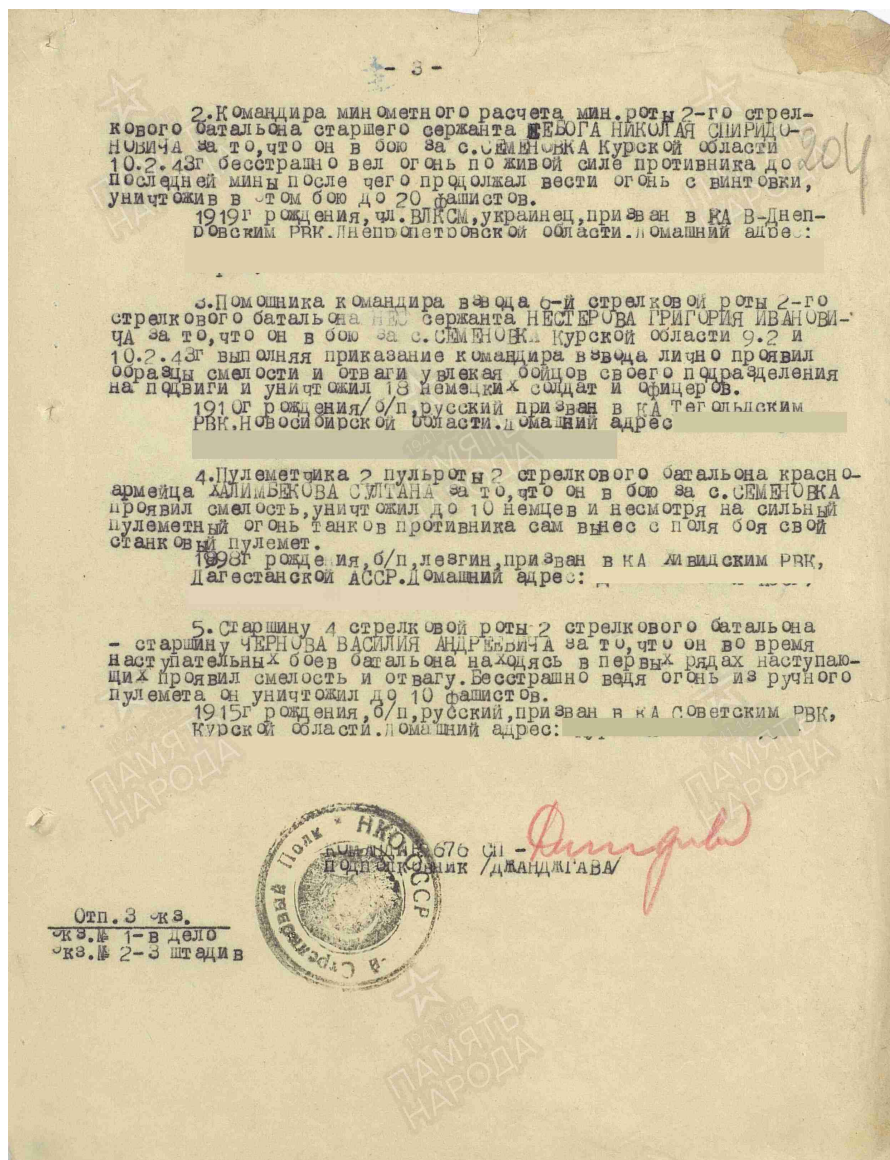 - 3 -
204
2.Командира минометного расчета мин.роты 2-го стрел-
кового батальона старшего сержанта НИКОЛАЯ СПИРИДО-
НОВИЧА за то,что он в бою за с.СЕМЕНОВКА Курской области
10.2.43г бесстрашно вел огонь по живой силе противника до
последней мины после чего продолжал вести огонь с винтовки,
уничтожив в этом бою до 20 фашистов.
1919г рождения,чл.ВЛКСМ,украинец,призван в КА В-Днеп-
ровским РВК.Днепропетровской области.Домашний адрес:
3.Помошника командира взвода 6-й стрелковой роты 2-го
стрелкового батальона сержанта НЕСТЕРОВА ГРИГОРИЯ ИВАНОВИ-
ЧА за то,что он в бою за с.СЕМЕНОВКА Курской области 9.2 и
10.2.43г выполняя приказание командира взвода лично проявил
образцы смелости и отваги увлекая бойцов своего подразделения
на подвиги и уничтожил 18 немецких солдат и офицеров.
1910г рождения/б/п,русский призван в КА Тегольдским
РВК.Новосибирской области.Домашний адрес
4.Пулеметчика 2 пульроты 2 стрелкового батальона красно-
армейца ХАЛИМБЕКОВА СУЛТАНА за то,что он в бою за с.СЕМЕНОВКА
проявил смелость,уничтожил до 10 немцев и несмотря на сильный
пулеметный огонь танков противника сам вынес с поля боя свой
станковый пулемет.
1898г рождения,б/п,лезгин,призван в КА Живидским РВК,
Дагестанской АССР.Домашний адрес:
5.Старшину 4 стрелковой роты 2 стрелкового батальона
- старшину ЧЕРНОВА ВАСИЛИЯ АНДРЕЕВИЧА за то,что он во время
наступательных боев батальона находясь в первых рядах наступаю-
щих проявил смелость и отвагу.Бесстрашно ведя огонь из ручного
пулемета он уничтожил до 10 фашистов.
1915г рождения,б/п,русский,призван в КА Советским РВК,
Курской области.Домашний адрес:
КОМАНДИР 676 СП -
ПОДПОЛКОВНИК /ДЖАНДЖГАВА/
НКО СССР
Стрелковый Полк *
Отп.3 экз.
экз.№ 1-в дело
экз.№ 2-3 штадив
ПАМЯТЬ
НАРОДА